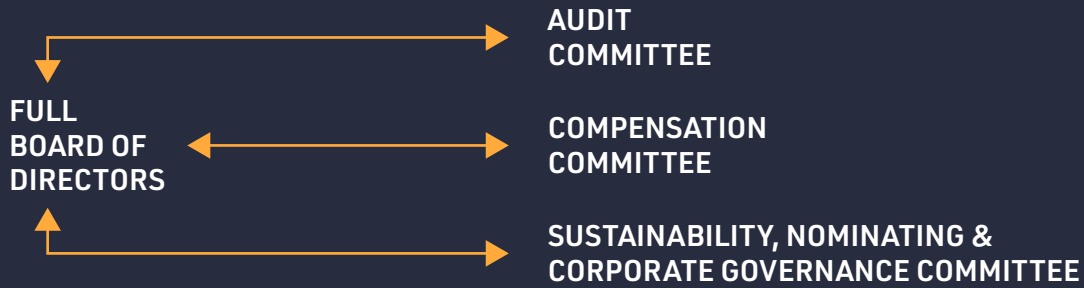 AUDIT
COMMITTEE
FULL
BOARD OF
DIRECTORS
COMPENSATION
COMMITTEE
SUSTAINABILITY, NOMINATING &
CORPORATE GOVERNANCE COMMITTEE